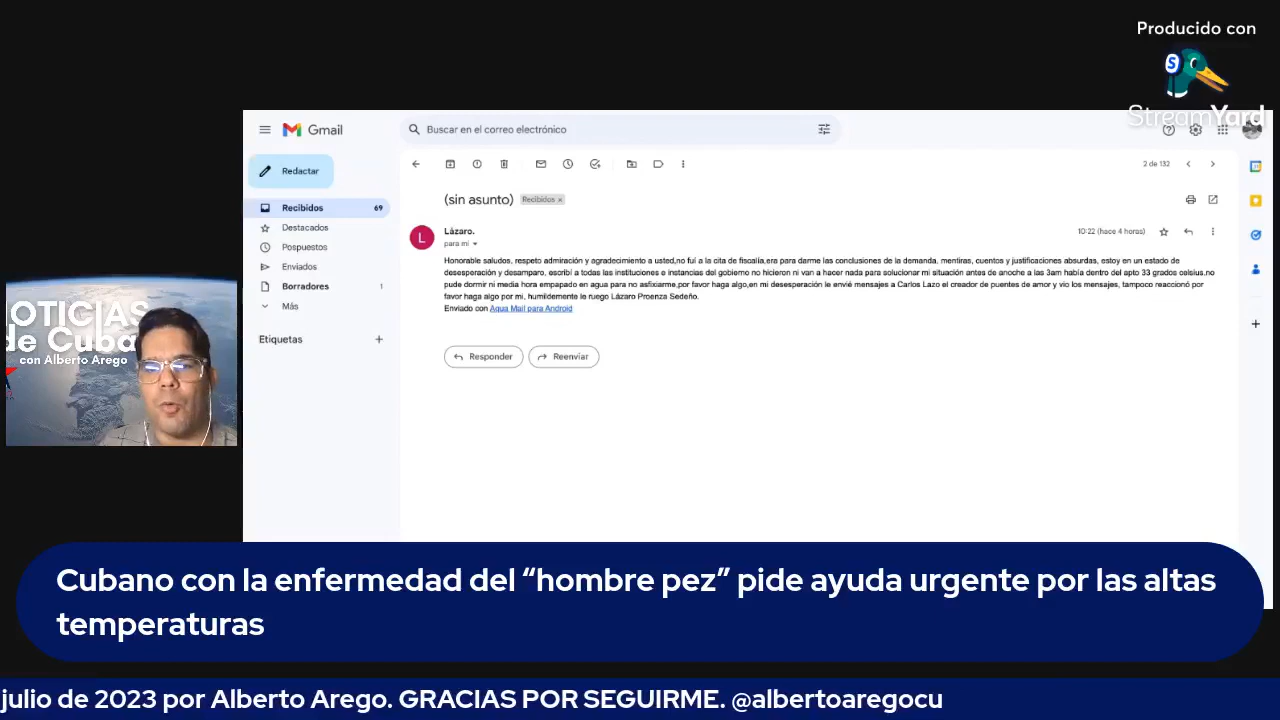 Producido con
StreamYard
Gmail
Buscar en el correo electrónico
Redactar
2 de 132
Recibidos 69
(sin asunto) Recibidos x
Destacados
Lázaro.
10:22 (hace 4 horas)
para mí
Pospuestos
Enviados
Borradores 1
Más
Etiquetas +
Honorable saludos, respeto admiración y agradecimiento a usted,no fuí a la cita de fiscalía,era para darme las conclusiones de la demanda, mentiras, cuentos y justificaciones absurdas, estoy en un estado de
desesperación y desamparo, escribí a todas las instituciones e instancias del gobierno no hicieron ni van a hacer nada para solucionar mi situación antes de anoche a las 3am había dentro del apto 33 grados celsius,no
pude dormir ni media hora empapado en agua para no asfixiarme,por favor haga algo,en mi desesperación le envié mensajes a Carlos Lazo el creador de puentes de amor y vio los mensajes, tampoco reaccionó por
favor haga algo por mi, humildemente le ruego Lázaro Proenza Sedeño.
Enviado con Aqua Mail para Android
Responder
Reenviar
NOTICIAS
de Cuba
con Alberto Arego
Cubano con la enfermedad del “hombre pez” pide ayuda urgente por las altas
temperaturas
julio de 2023 por Alberto Arego. GRACIAS POR SEGUIRME. @albertoaregocu